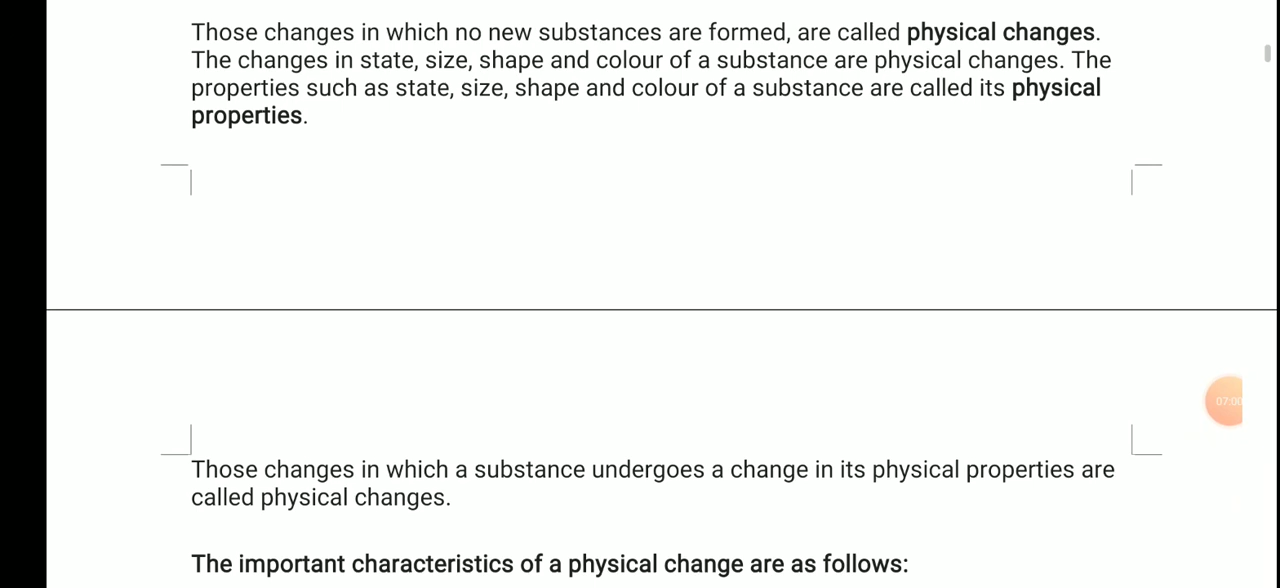 Those changes in which no new substances are formed, are called physical changes.
The changes in state, size, shape and colour of a substance are physical changes. The
properties such as state, size, shape and colour of a substance are called its physical
properties.
07:00
Those changes in which a substance undergoes a change in its physical properties are
called physical changes.
The important characteristics of a physical change are as follows: